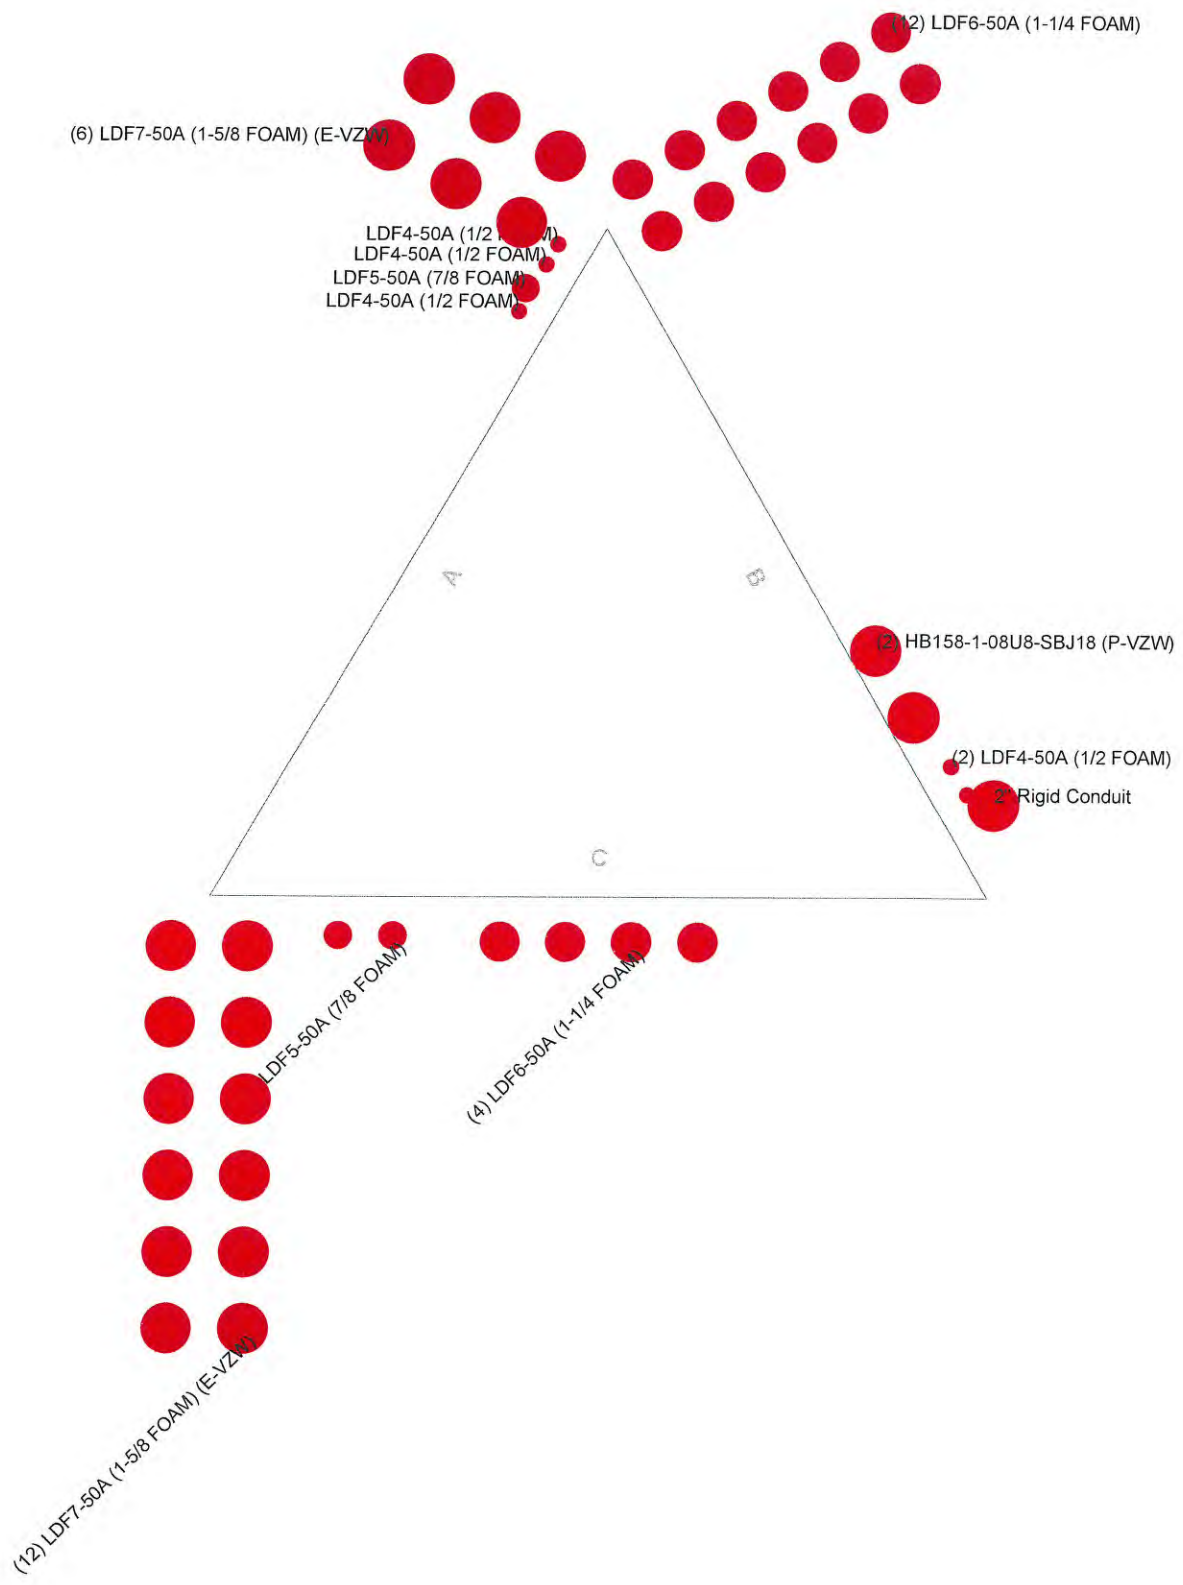 (12) LDF6-50A (1-1/4 FOAM)
(6) LDF7-50A (1-5/8 FOAM) (E-VZW)
LDF4-50A (1/2 FOAM)
LDF4-50A (1/2 FOAM)
LDF5-50A (7/8 FOAM)
LDF4-50A (1/2 FOAM)
A
B
(2) HB158-1-08U8-SBJ18 (P-VZW)
(2) LDF4-50A (1/2 FOAM)
2" Rigid Conduit
C
LDF5-50A (7/8 FOAM)
(4) LDF6-50A (1-1/4 FOAM)
(12) LDF7-50A (1-5/8 FOAM) (E-VZW)